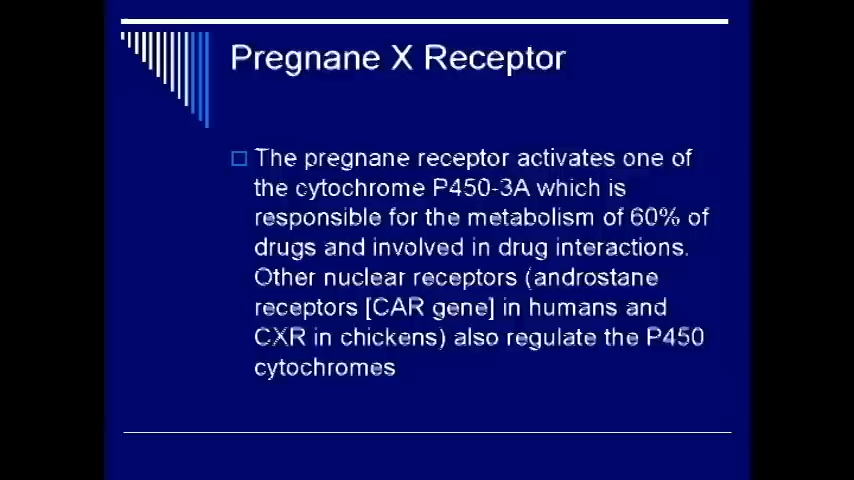 Pregnane X Receptor
The pregnane receptor activates one of
the cytochrome P450-3A which is
responsible for the metabolism of 60% of
drugs and involved in drug interactions.
Other nuclear receptors (androstane
receptors [CAR gene] in humans and
CXR in chickens) also regulate the P450
cytochromes